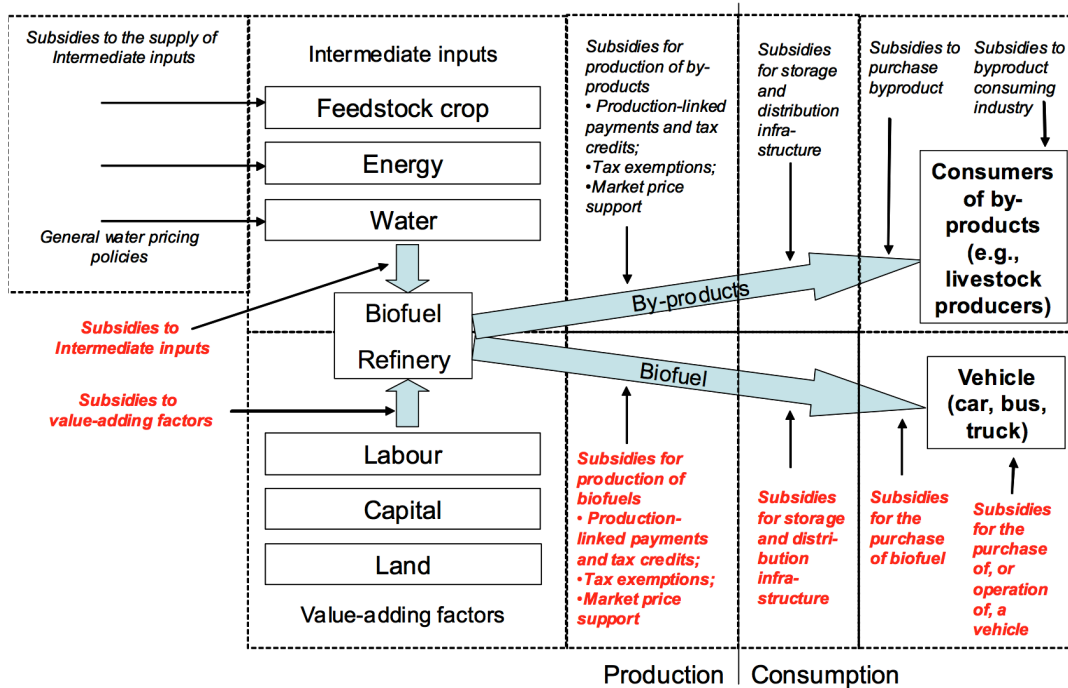 Subsidies to the supply of
Intermediate inputs
General water pricing
policies
Intermediate inputs
Feedstock crop
Energy
Water
Subsidies to
Intermediate inputs
Biofuel
Refinery
Subsidies to
value-adding factors
Labour
Capital
Land
Value-adding factors
Subsidies for
production of by-
products
• Production-linked
payments and tax
credits;
•Tax exemptions;
•Market price
support
Subsidies
for storage
and
distribution
infra-
structure
Subsidies to
purchase
byproduct
Subsidies to
byproduct
consuming
industry
Consumers
of by-
products
(e.g.,
livestock
producers)
By-products
Biofuel
Vehicle
(car, bus,
truck)
Subsidies for
production of
biofuels
• Production-
linked payments
and tax credits;
•Tax exemptions;
•Market price
support
Subsidies
for storage
and distri-
bution
infra-
structure
Subsidies
for the
purchase
of biofuel
Subsidies
for the
purchase
of, or
operation
of, a
vehicle
Production
Consumption